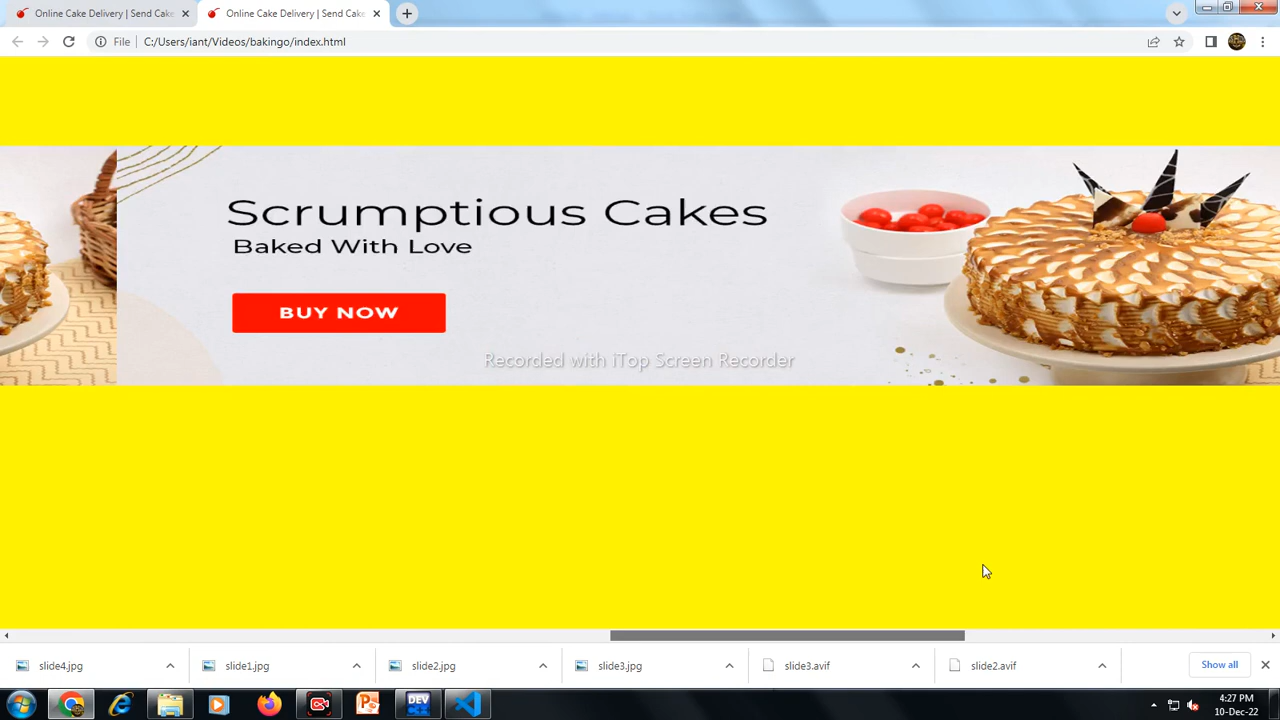 Online Cake Delivery | Send Cake
Online Cake Delivery | Send Cake
File C:/Users/iant/Videos/bakingo/index.html
Scrumptious Cakes
Baked With Love
BUY NOW
Recorded with iTop Screen Recorder
slide4.jpg
slide1.jpg
slide2.jpg
slide3.jpg
slide3.avif
slide2.avif
Show all
DEV
4:27 PM
10-Dec-22